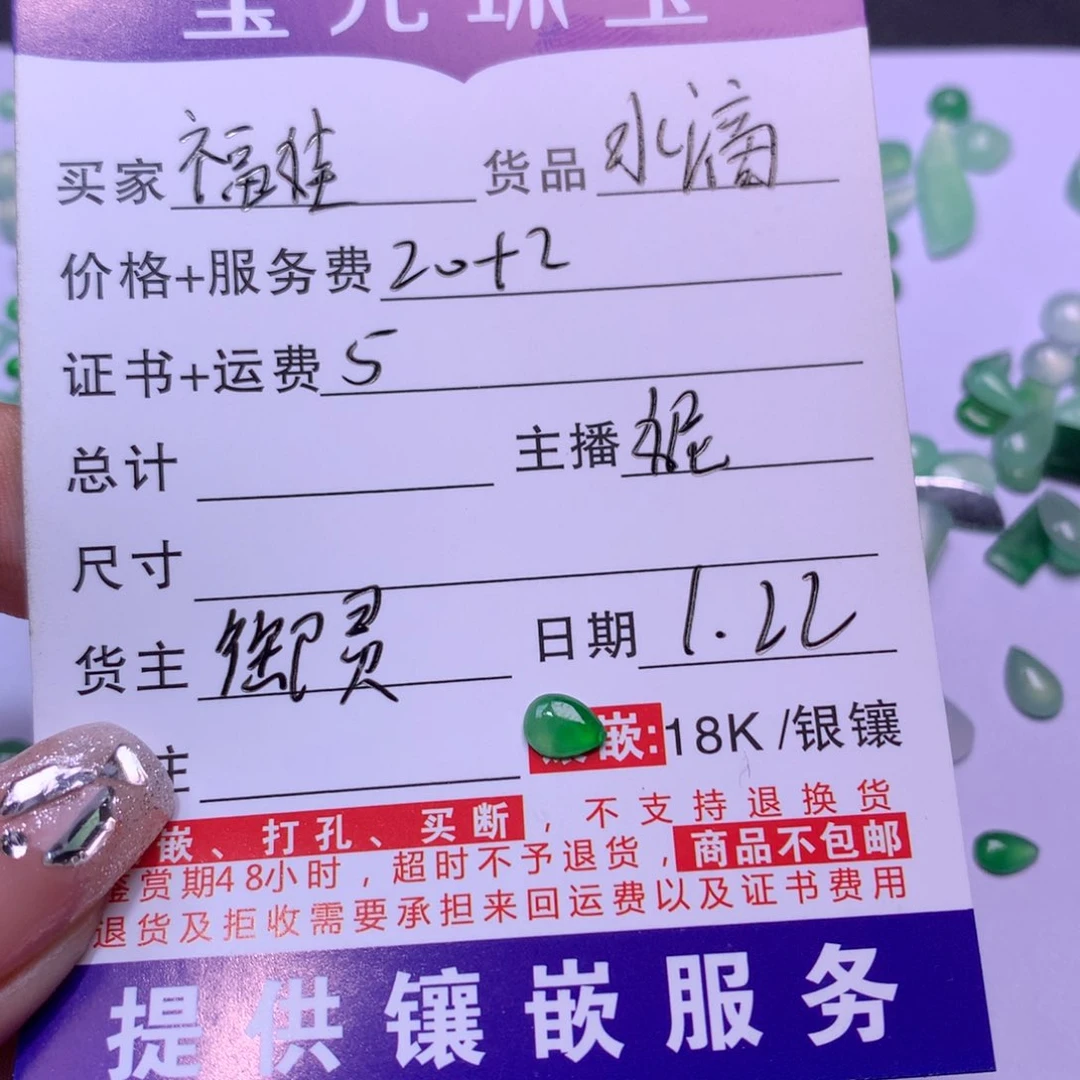 买家 福佳 货品 水滴
价格+服务费 20+2
证书+运费 5
总计 主播 妮
尺寸
货主 御灵 日期 1.22
主 嵌:18K/银镶
嵌、打孔、买断,不支持退换货
鉴赏期48小时,超时不予退货,商品不包邮
退货及拒收需要承担来回运费以及证书费用
提供镶嵌服务